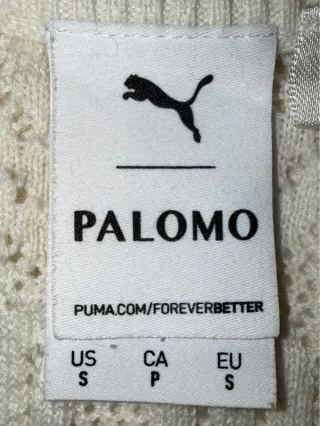 PALOMO
PUMA.COM/FOREVERBETTER
US CA EU
S P S